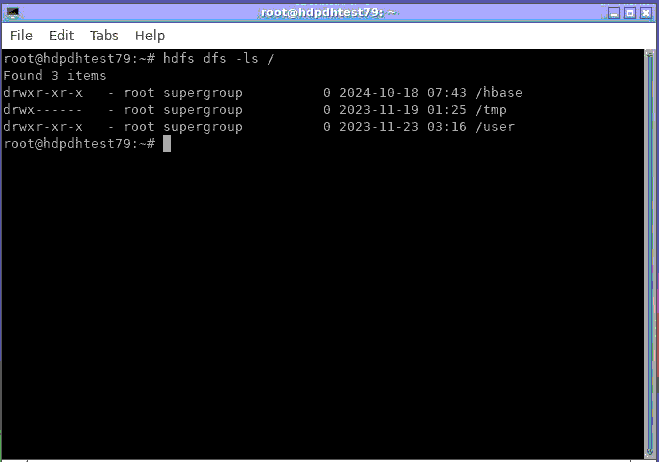 root@hdpdhtest79: ~
File Edit Tabs Help
root@hdpdhtest79:~# hdfs dfs -ls /
Found 3 items
drwxr-xr-x   - root supergroup          0 2024-10-18 07:43 /hbase
drwx------   - root supergroup          0 2023-11-19 01:25 /tmp
drwxr-xr-x   - root supergroup          0 2023-11-23 03:16 /user
root@hdpdhtest79:~#